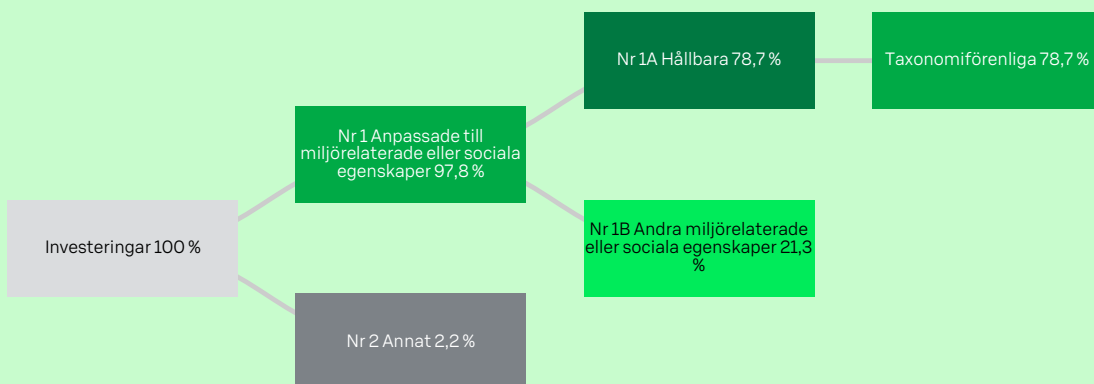 Nr 1A Hållbara 78,7 %
Taxonomiförenliga 78,7 %
Nr 1 Anpassade till
miljörelaterade eller sociala
egenskaper 97,8 %
Investeringar 100 %
Nr 1B Andra miljörelaterade
eller sociala egenskaper 21,3
%
Nr 2 Annat 2,2 %